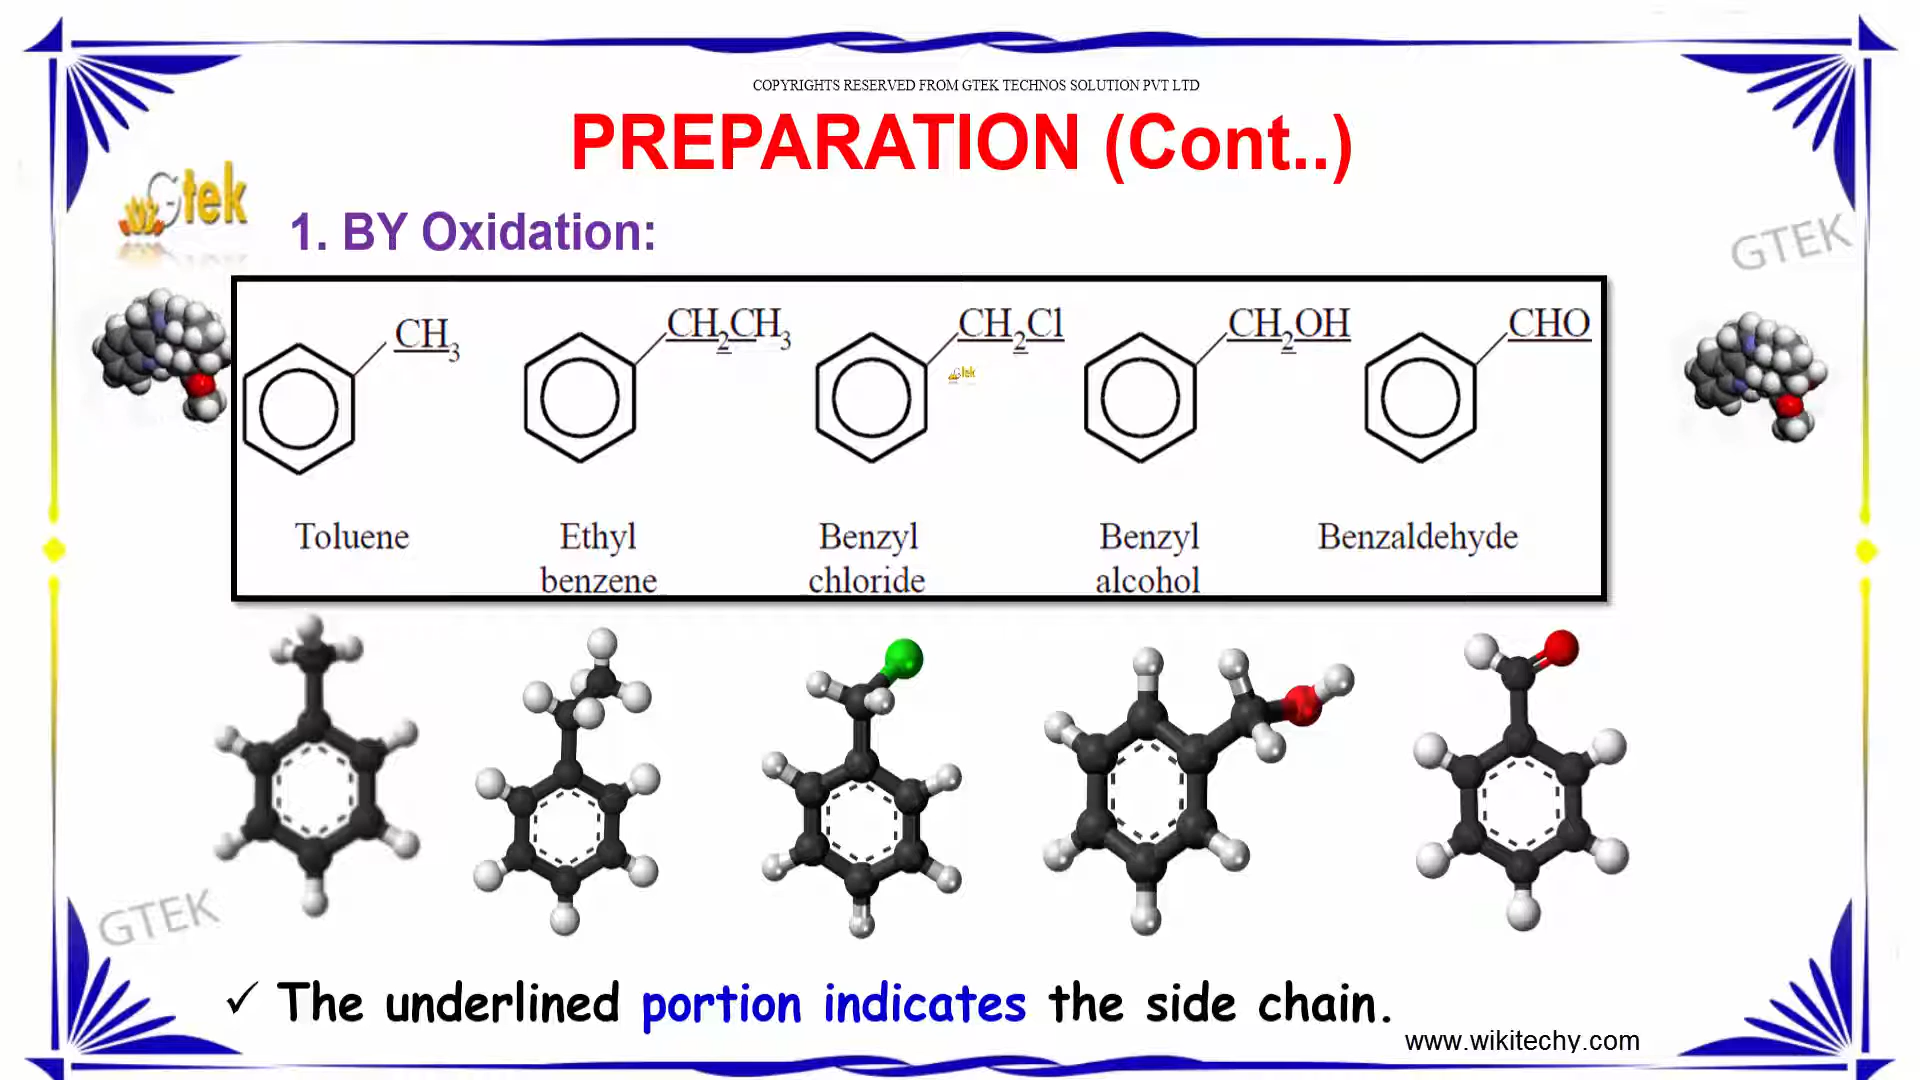 COPYRIGHTS RESERVED FROM GTEK TECHNOS SOLUTION PVT LTD
PREPARATION (Cont..)
Gtek
1. BY Oxidation:
GTEK
CH3 CH2CH3 CH2Cl CH2OH CHO
Gtek
Toluene Ethyl benzene Benzyl chloride Benzyl alcohol Benzaldehyde
GTEK
✓ The underlined portion indicates the side chain.
www.wikitechy.com